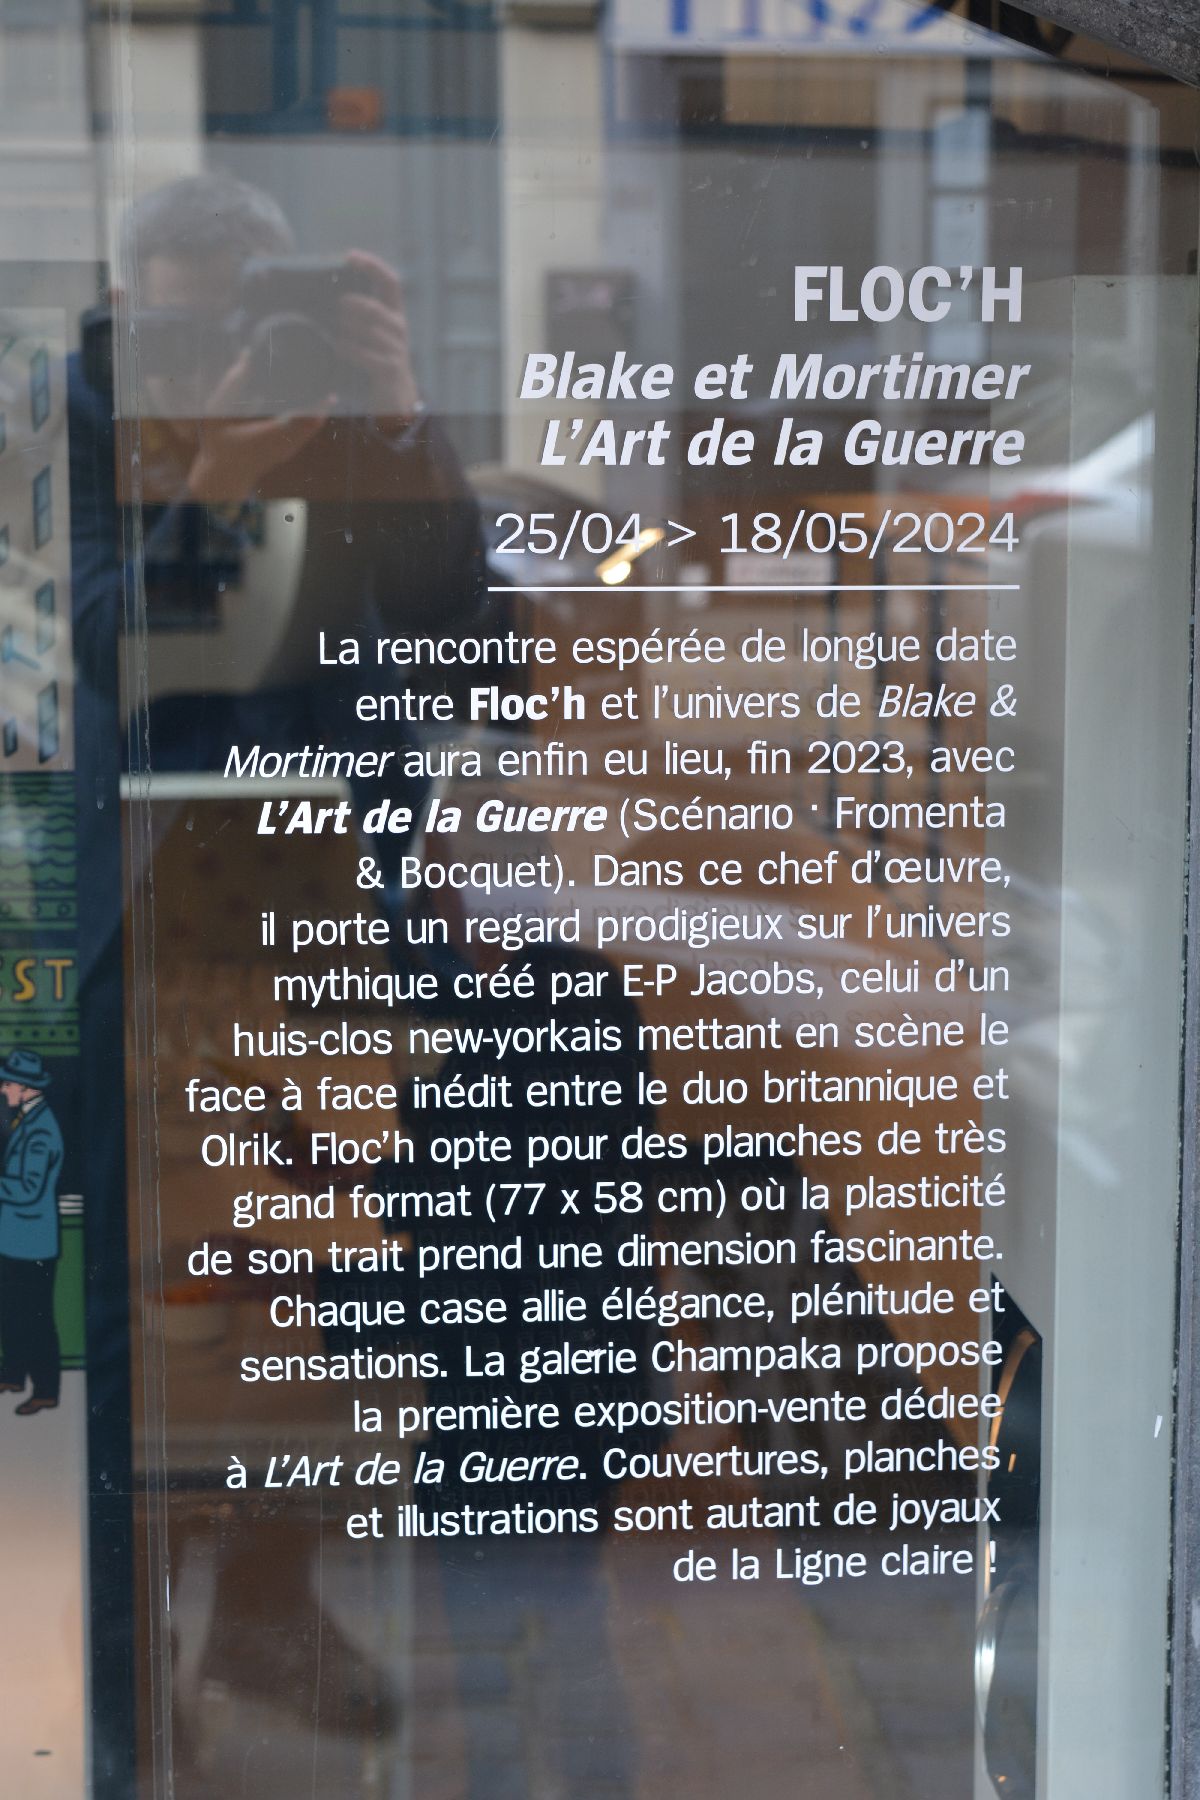 FLOC'H
Blake et Mortimer
L'Art de la Guerre
25/04 > 18/05/2024
La rencontre espérée de longue date
entre Floc'h et l'univers de Blake &
Mortimer aura enfin eu lieu, fin 2023, avec
L'Art de la Guerre (Scénarıo · Fromenta
& Bocquet). Dans ce chef d'œuvre,
il porte un regard prodigieux sur l'univers
mythique créé par E-P Jacobs, celui d'un
huis-clos new-yorkais mettant en scène le
face à face inédit entre le duo britannique et
Olrik. Floc'h opte pour des planches de très
grand format (77 x 58 cm) où la plasticité
de son trait prend une dimension fascinante.
Chaque case allie élégance, plénitude et
sensations. La galerie Champaka propose
la première exposition-vente dédıee
à L'Art de la Guerre. Couvertures, planches
et illustrations sont autant de joyaux
de la Ligne claire !
SST